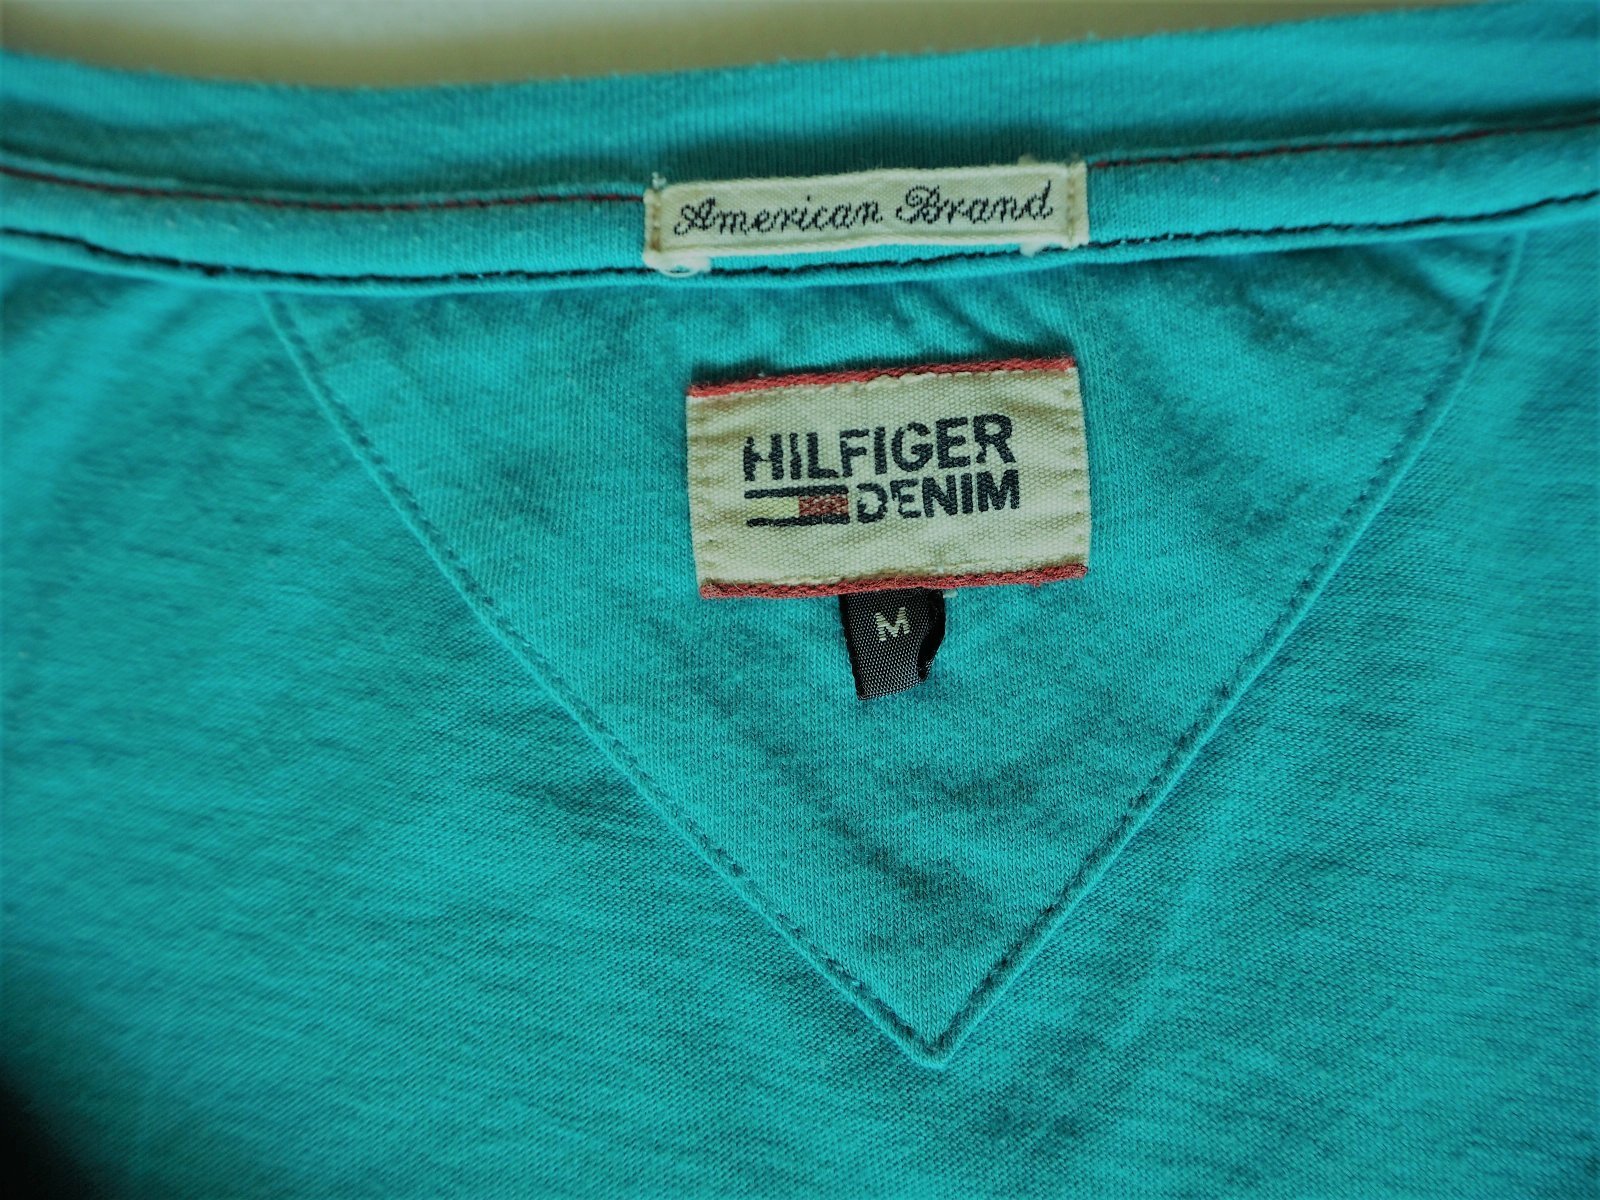 American Brand
HILFIGER
DENIM
M